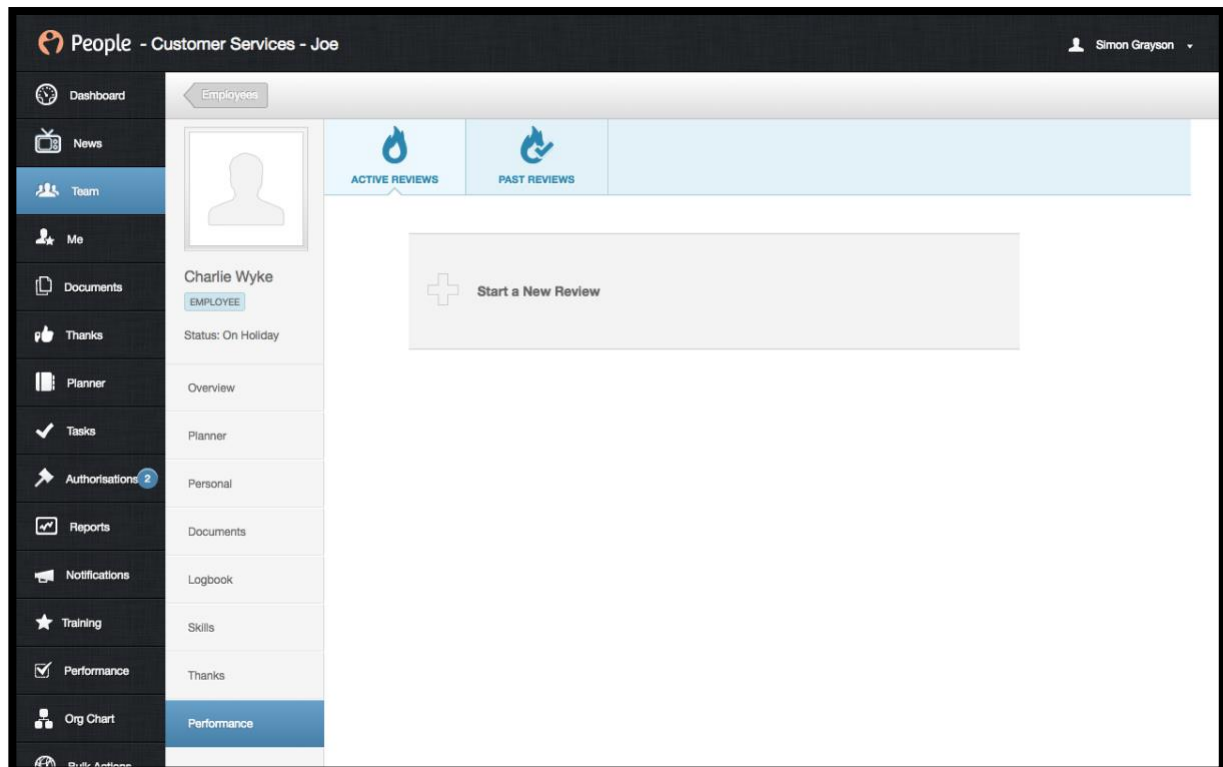 People - Customer Services - Joe
Simon Grayson
Dashboard
News
Team
Me
Documents
Thanks
Planner
Tasks
Authorisations 2
Reports
Notifications
Training
Performance
Org Chart
Bulk Actions
Employees
Charlie Wyke
EMPLOYEE
Status: On Holiday
Overview
Planner
Personal
Documents
Logbook
Skills
Thanks
Performance
ACTIVE REVIEWS
PAST REVIEWS
Start a New Review